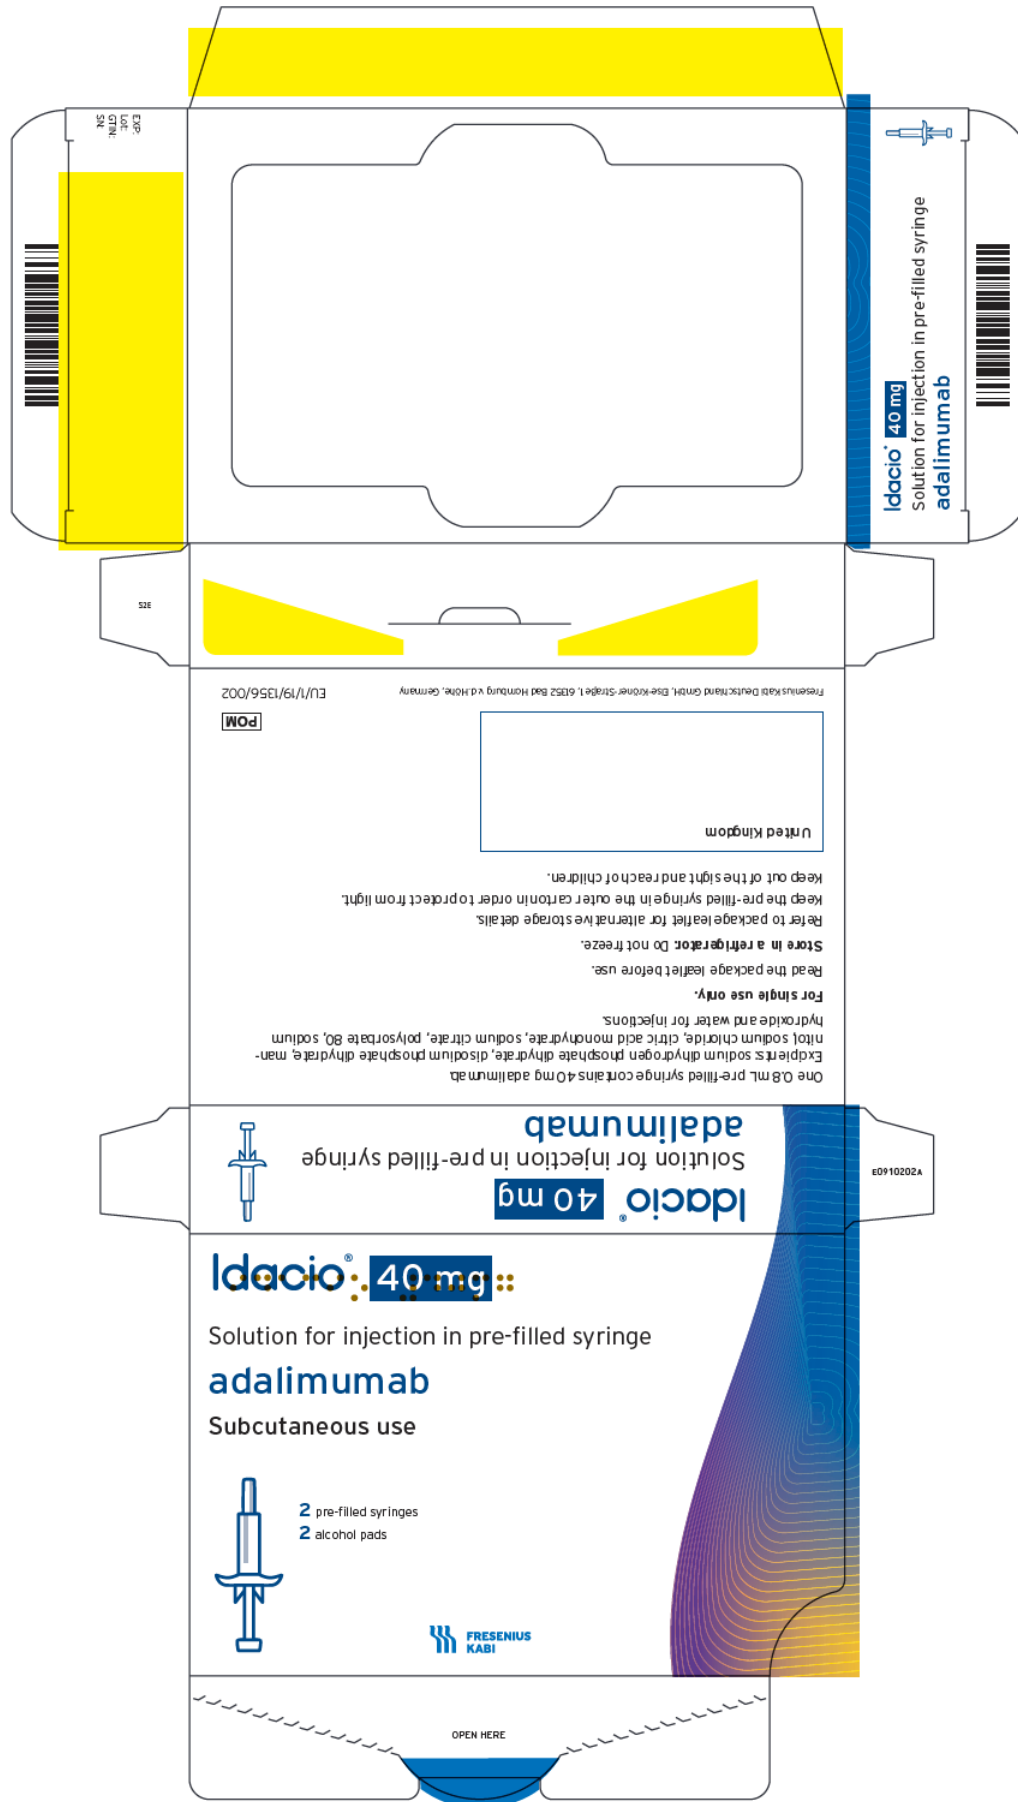 EXP:
Lot:
GTIN:
SN:
Idacio® 40 mg
Solution for injection in pre-filled syringe
adalimumab
S2E
Fresenius Kabi Deutschland GmbH, Else-Kröner-Straße 1, 61352 Bad Homburg v.d.Höhe, Germany
EU/1/19/1356/002
POM
United Kingdom
Keep out of the sight and reach of children.
Keep the pre-filled syringe in the outer carton in order to protect from light.
Refer to package leaflet for alternative storage details.
Store in a refrigerator. Do not freeze.
Read the package leaflet before use.
For single use only.
One 0.8 mL pre-filled syringe contains 40 mg adalimumab.
Excipients: sodium dihydrogen phosphate dihydrate, disodium phosphate dihydrate, man-
nitol, sodium chloride, citric acid monohydrate, sodium citrate, polysorbate 80, sodium
hydroxide and water for injections.
Idacio® 40 mg
Solution for injection in pre-filled syringe
adalimumab
E0910202A
Idacio® 40 mg
Solution for injection in pre-filled syringe
adalimumab
Subcutaneous use
2 pre-filled syringes
2 alcohol pads
FRESENIUS
KABI
OPEN HERE